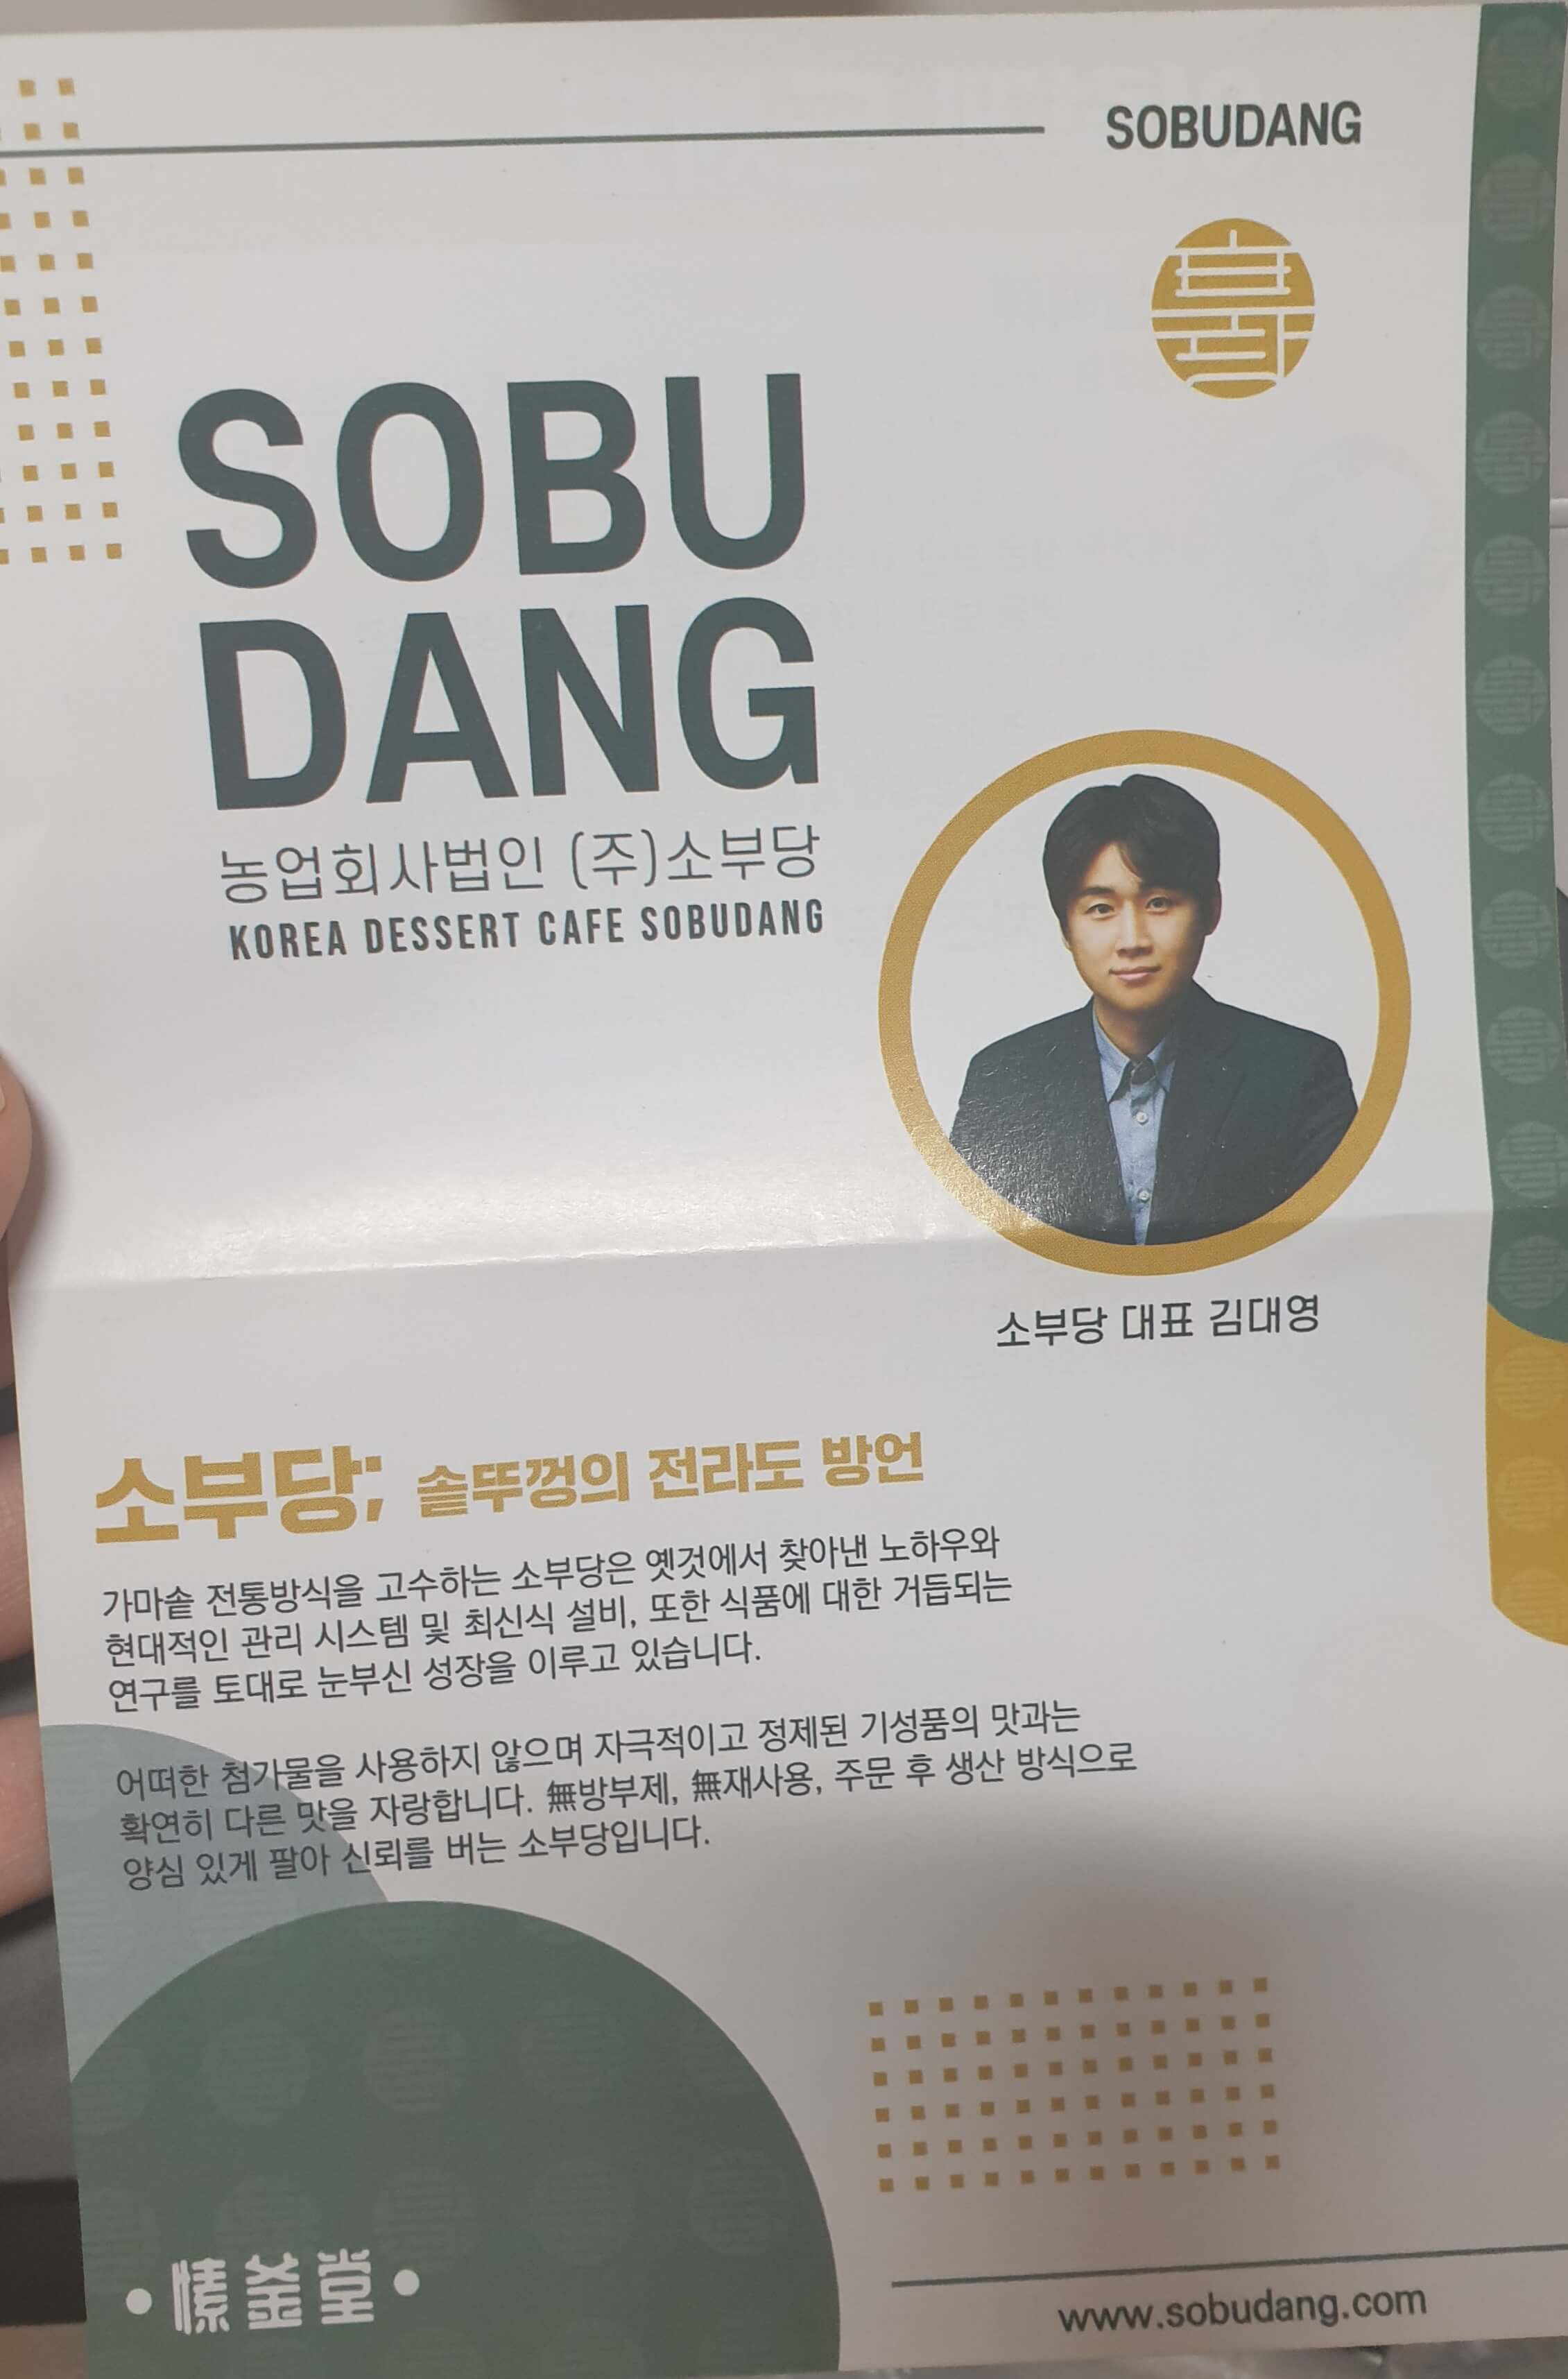 SOBUDANG
SOBU
DANG
농업회사법인 (주)소부당
KOREA DESSERT CAFE SOBUDANG
소부당 대표 김대영
소부당; 솥뚜껑의 전라도 방언
가마솥 전통방식을 고수하는 소부당은 옛것에서 찾아낸 노하우와
현대적인 관리 시스템 및 최신식 설비, 또한 식품에 대한 거듭되는
연구를 토대로 눈부신 성장을 이루고 있습니다.
어떠한 첨가물을 사용하지 않으며 자극적이고 정제된 기성품의 맛과는
확연히 다른 맛을 자랑합니다. 無방부제, 無재사용, 주문 후 생산 방식으로
양심 있게 팔아 신뢰를 버는 소부당입니다.
• 愫釜堂 •
www.sobudang.com